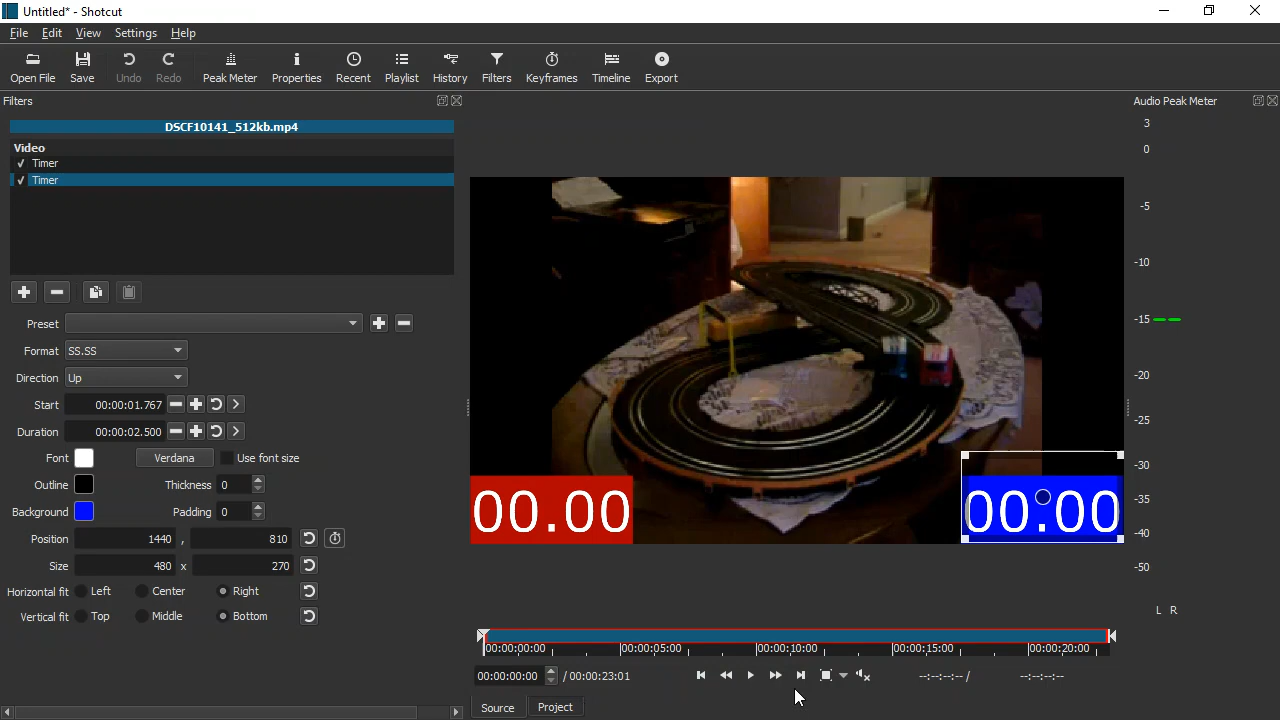 Untitled* - Shotcut
File Edit View Settings Help
Open File Save Undo Redo Peak Meter Properties Recent Playlist History Filters Keyframes Timeline Export
Filters
DSCF10141_512kb.mp4
Video
✓ Timer
✓ Timer
Preset
Format SS.SS
Direction Up
Start 00:00:01.767
Duration 00:00:02.500
Font Verdana Use font size
Outline Thickness 0
Background Padding 0
Position 1440 , 810
Size 480 x 270
Horizontal fit Left Center Right
Vertical fit Top Middle Bottom
00.00
00.00
00:00:00:00 00:00:05:00 00:00:10:00 00:00:15:00 00:00:20:00
00:00:00:00 / 00:00:23:01 --:--:--:-- / --:--:--:--
Source Project
Audio Peak Meter
3
0
-5
-10
-15
-20
-25
-30
-35
-40
-50
L R